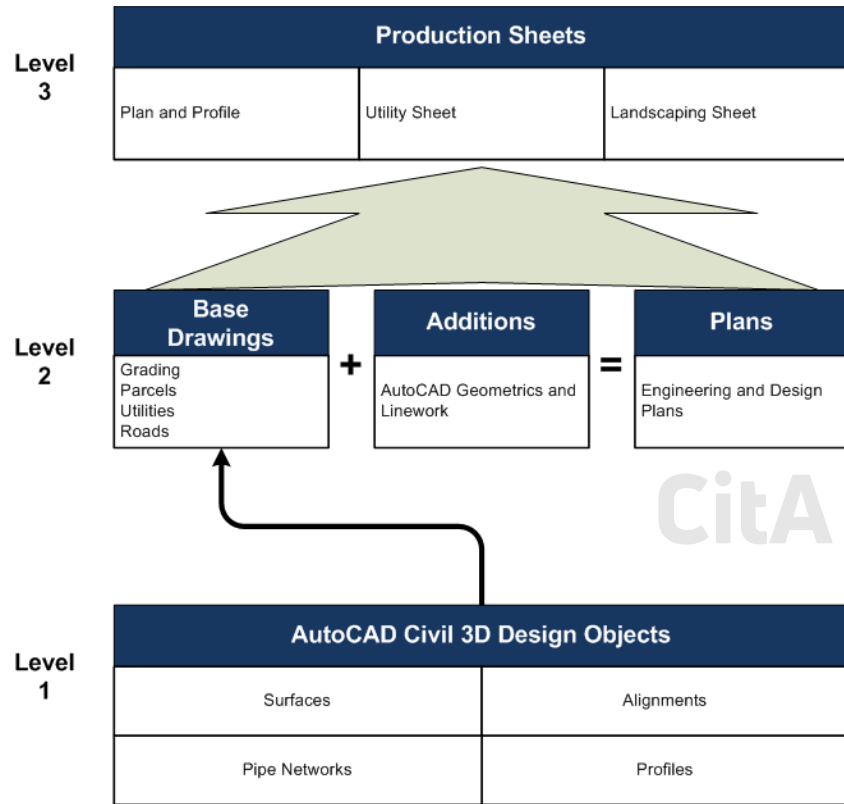 Production Sheets
Level
3
Plan and Profile
Utility Sheet
Landscaping Sheet
Level
2
Base
Drawings
Grading
Parcels
Utilities
Roads
+
Additions
AutoCAD Geometrics and
Linework
=
Plans
Engineering and Design
Plans
CitA
Level
1
AutoCAD Civil 3D Design Objects
Surfaces
Alignments
Pipe Networks
Profiles